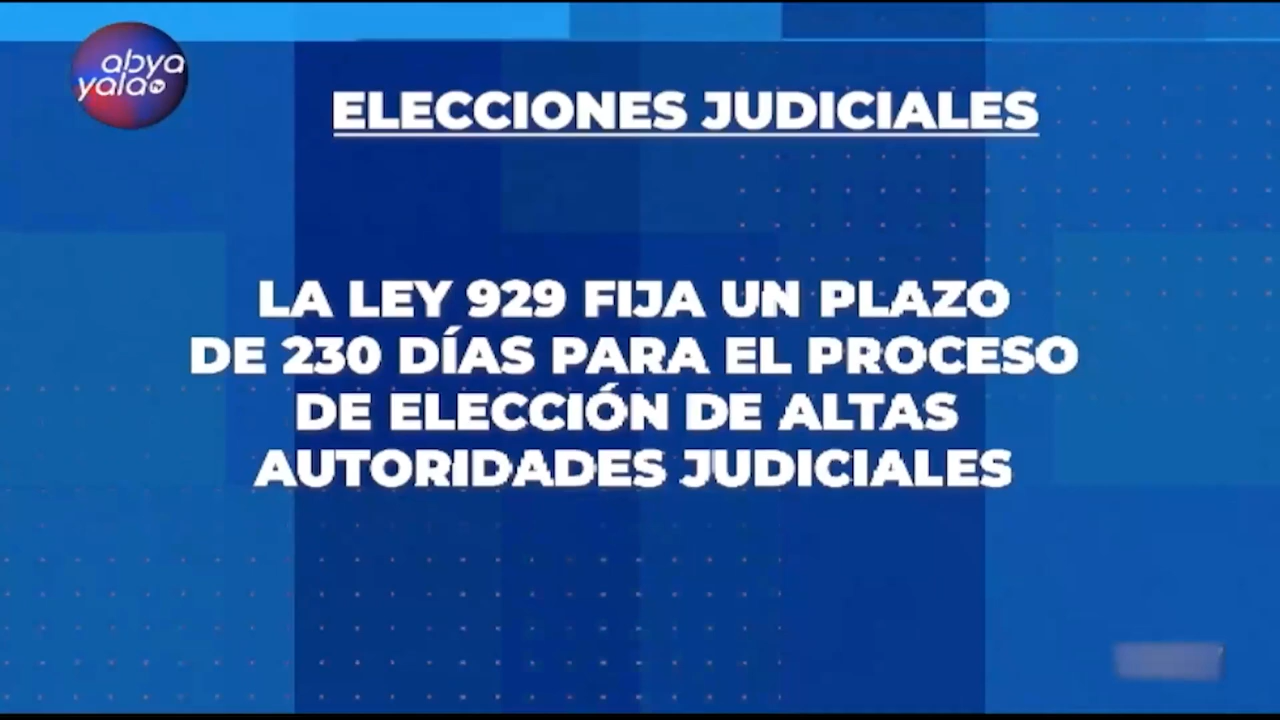 abya
yala tv
ELECCIONES JUDICIALES
LA LEY 929 FIJA UN PLAZO
DE 230 DÍAS PARA EL PROCESO
DE ELECCIÓN DE ALTAS
AUTORIDADES JUDICIALES